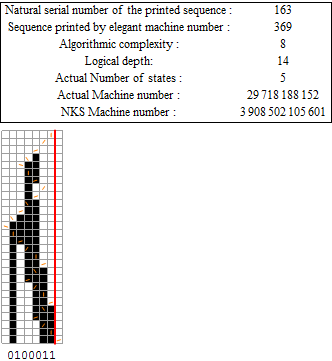 Natural serial number of the printed sequence : 163
Sequence printed by elegant machine number : 369
Algorithmic complexity : 8
Logical depth: 14
Actual Number of states : 5
Actual Machine number : 29 718 188 152
NKS Machine number : 3 908 502 105 601
0100011